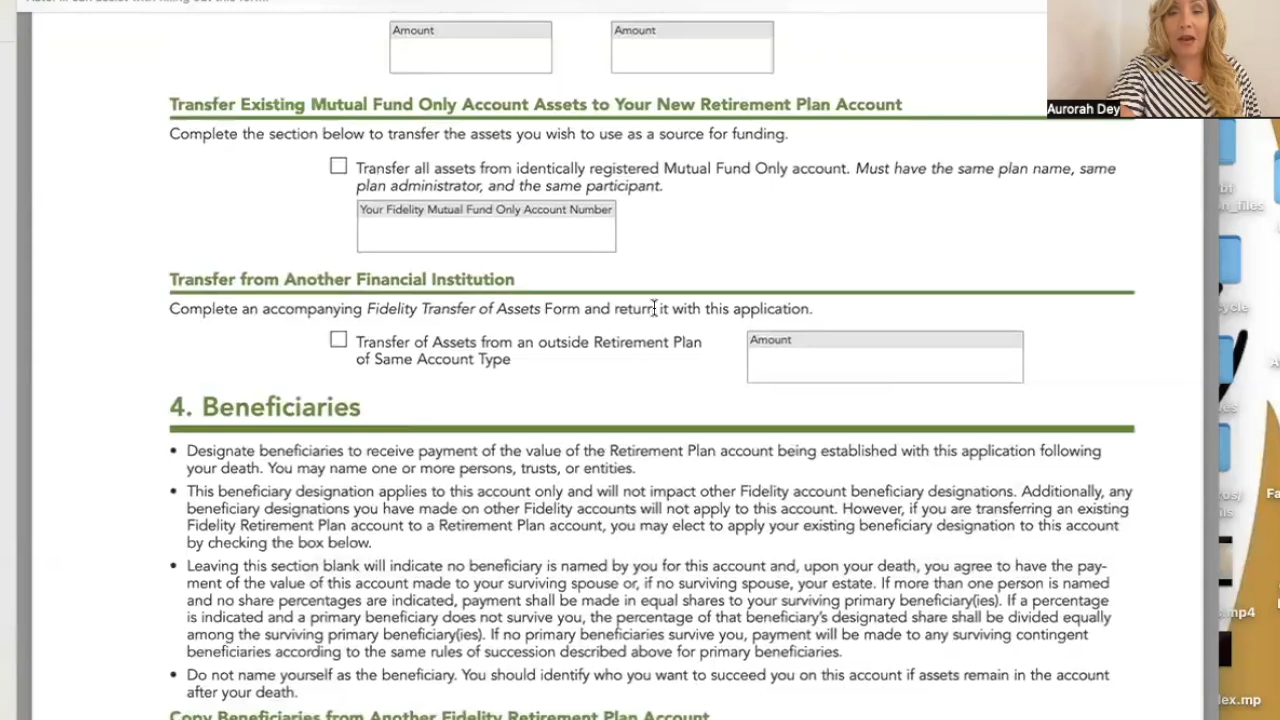 Amount
Amount
Aurorah Dey
Transfer Existing Mutual Fund Only Account Assets to Your New Retirement Plan Account
Complete the section below to transfer the assets you wish to use as a source for funding.
Transfer all assets from identically registered Mutual Fund Only account. Must have the same plan name, same
plan administrator, and the same participant.
Your Fidelity Mutual Fund Only Account Number
Transfer from Another Financial Institution
Complete an accompanying Fidelity Transfer of Assets Form and return it with this application.
Transfer of Assets from an outside Retirement Plan
of Same Account Type
Amount
4. Beneficiaries
• Designate beneficiaries to receive payment of the value of the Retirement Plan account being established with this application following
your death. You may name one or more persons, trusts, or entities.
• This beneficiary designation applies to this account only and will not impact other Fidelity account beneficiary designations. Additionally, any
beneficiary designations you have made on other Fidelity accounts will not apply to this account. However, if you are transferring an existing
Fidelity Retirement Plan account to a Retirement Plan account, you may elect to apply your existing beneficiary designation to this account
by checking the box below.
• Leaving this section blank will indicate no beneficiary is named by you for this account and, upon your death, you agree to have the pay-
ment of the value of this account made to your surviving spouse or, if no surviving spouse, your estate. If more than one person is named
and no share percentages are indicated, payment shall be made in equal shares to your surviving primary beneficiary(ies). If a percentage
is indicated and a primary beneficiary does not survive you, the percentage of that beneficiary's designated share shall be divided equally
among the surviving primary beneficiary(ies). If no primary beneficiaries survive you, payment will be made to any surviving contingent
beneficiaries according to the same rules of succession described above for primary beneficiaries.
• Do not name yourself as the beneficiary. You should identify who you want to succeed you on this account if assets remain in the account
after your death.
Copy Beneficiaries from Another Fidelity Retirement Plan Account